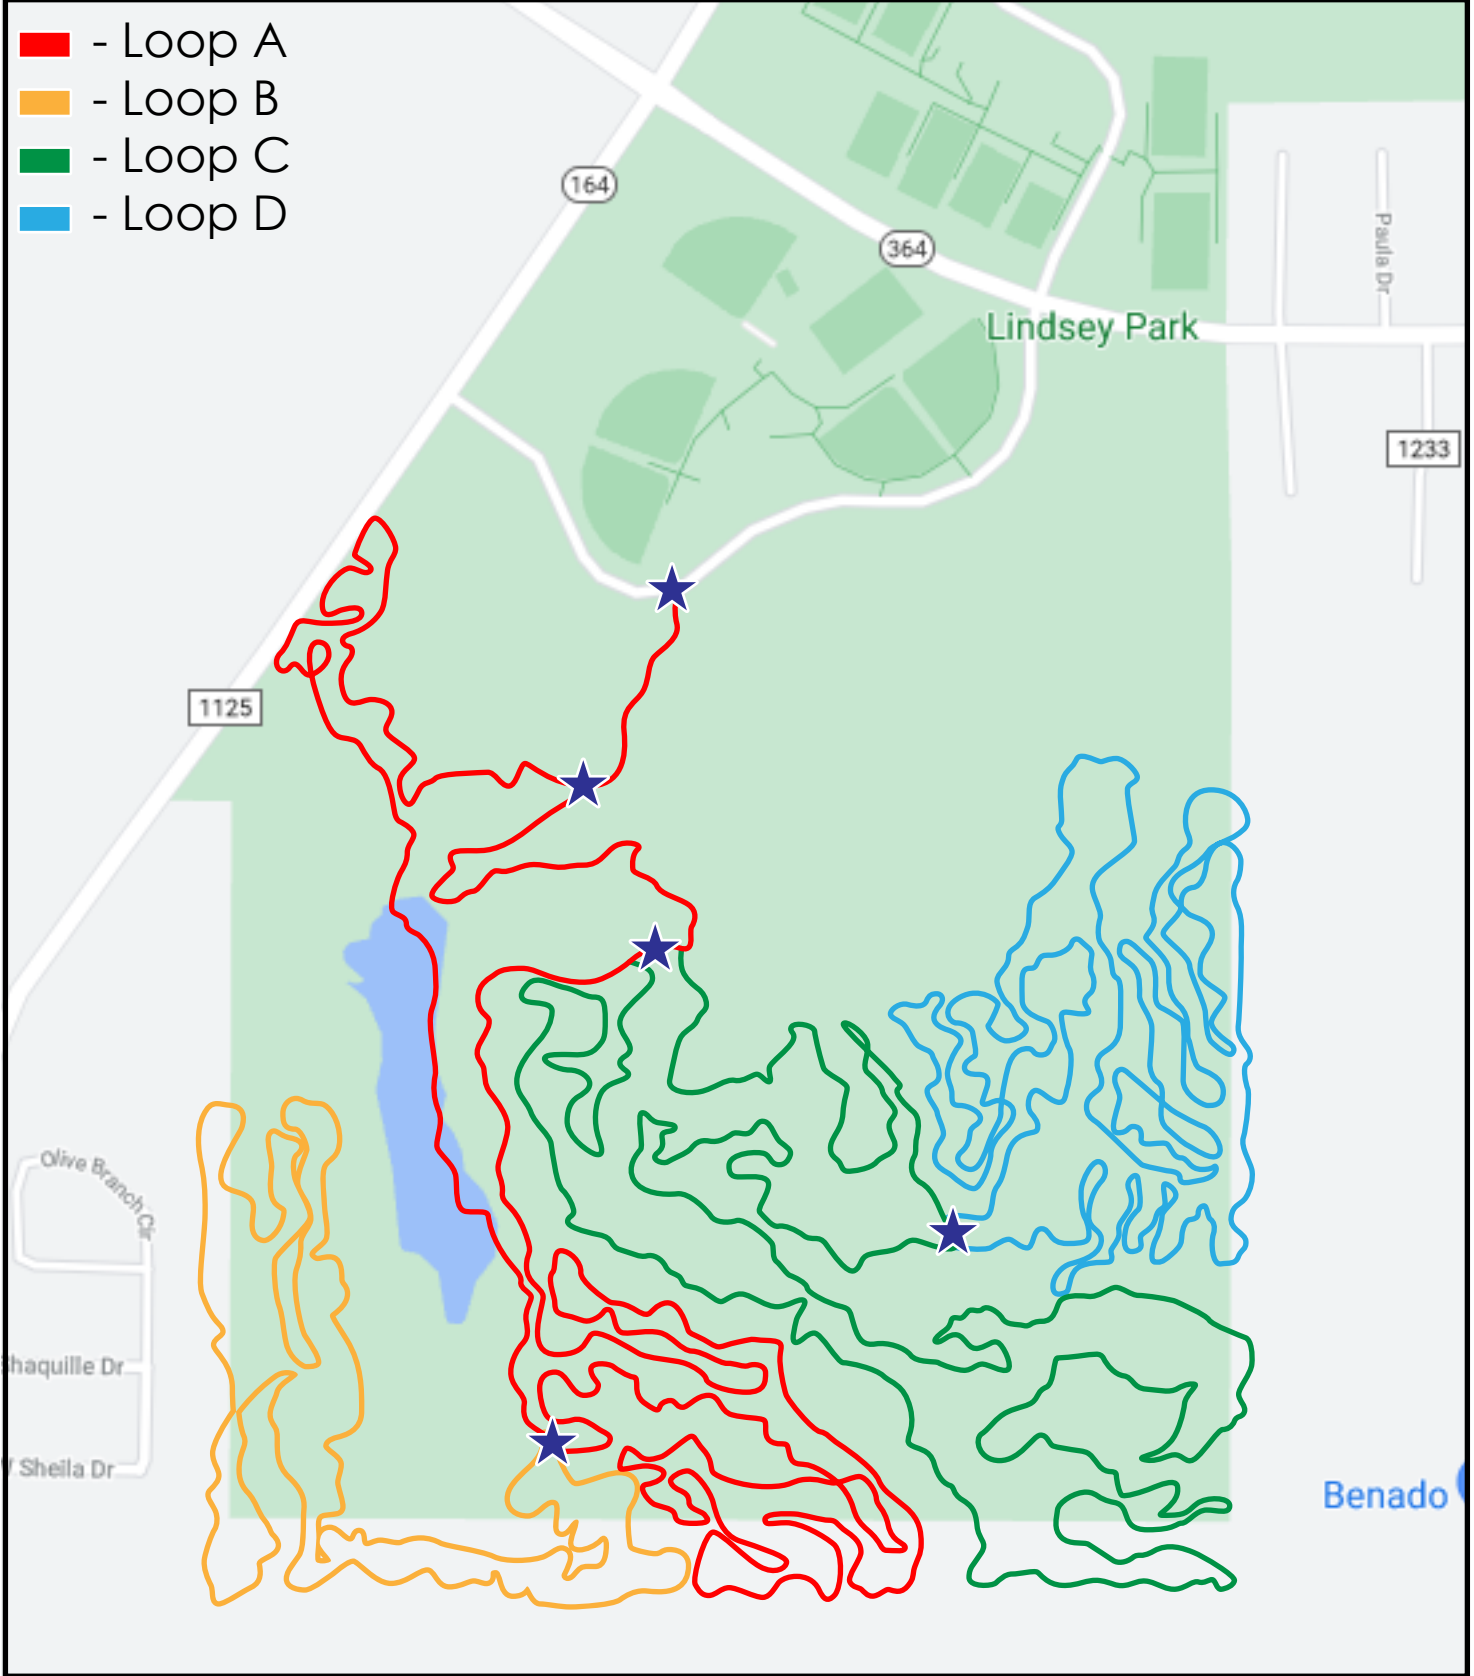 - Loop A
- Loop B
- Loop C
- Loop D
164
364
Paula Dr
Lindsey Park
1233
1125
Olive Branch Cir
Shaquille Dr
Sheila Dr
Benado